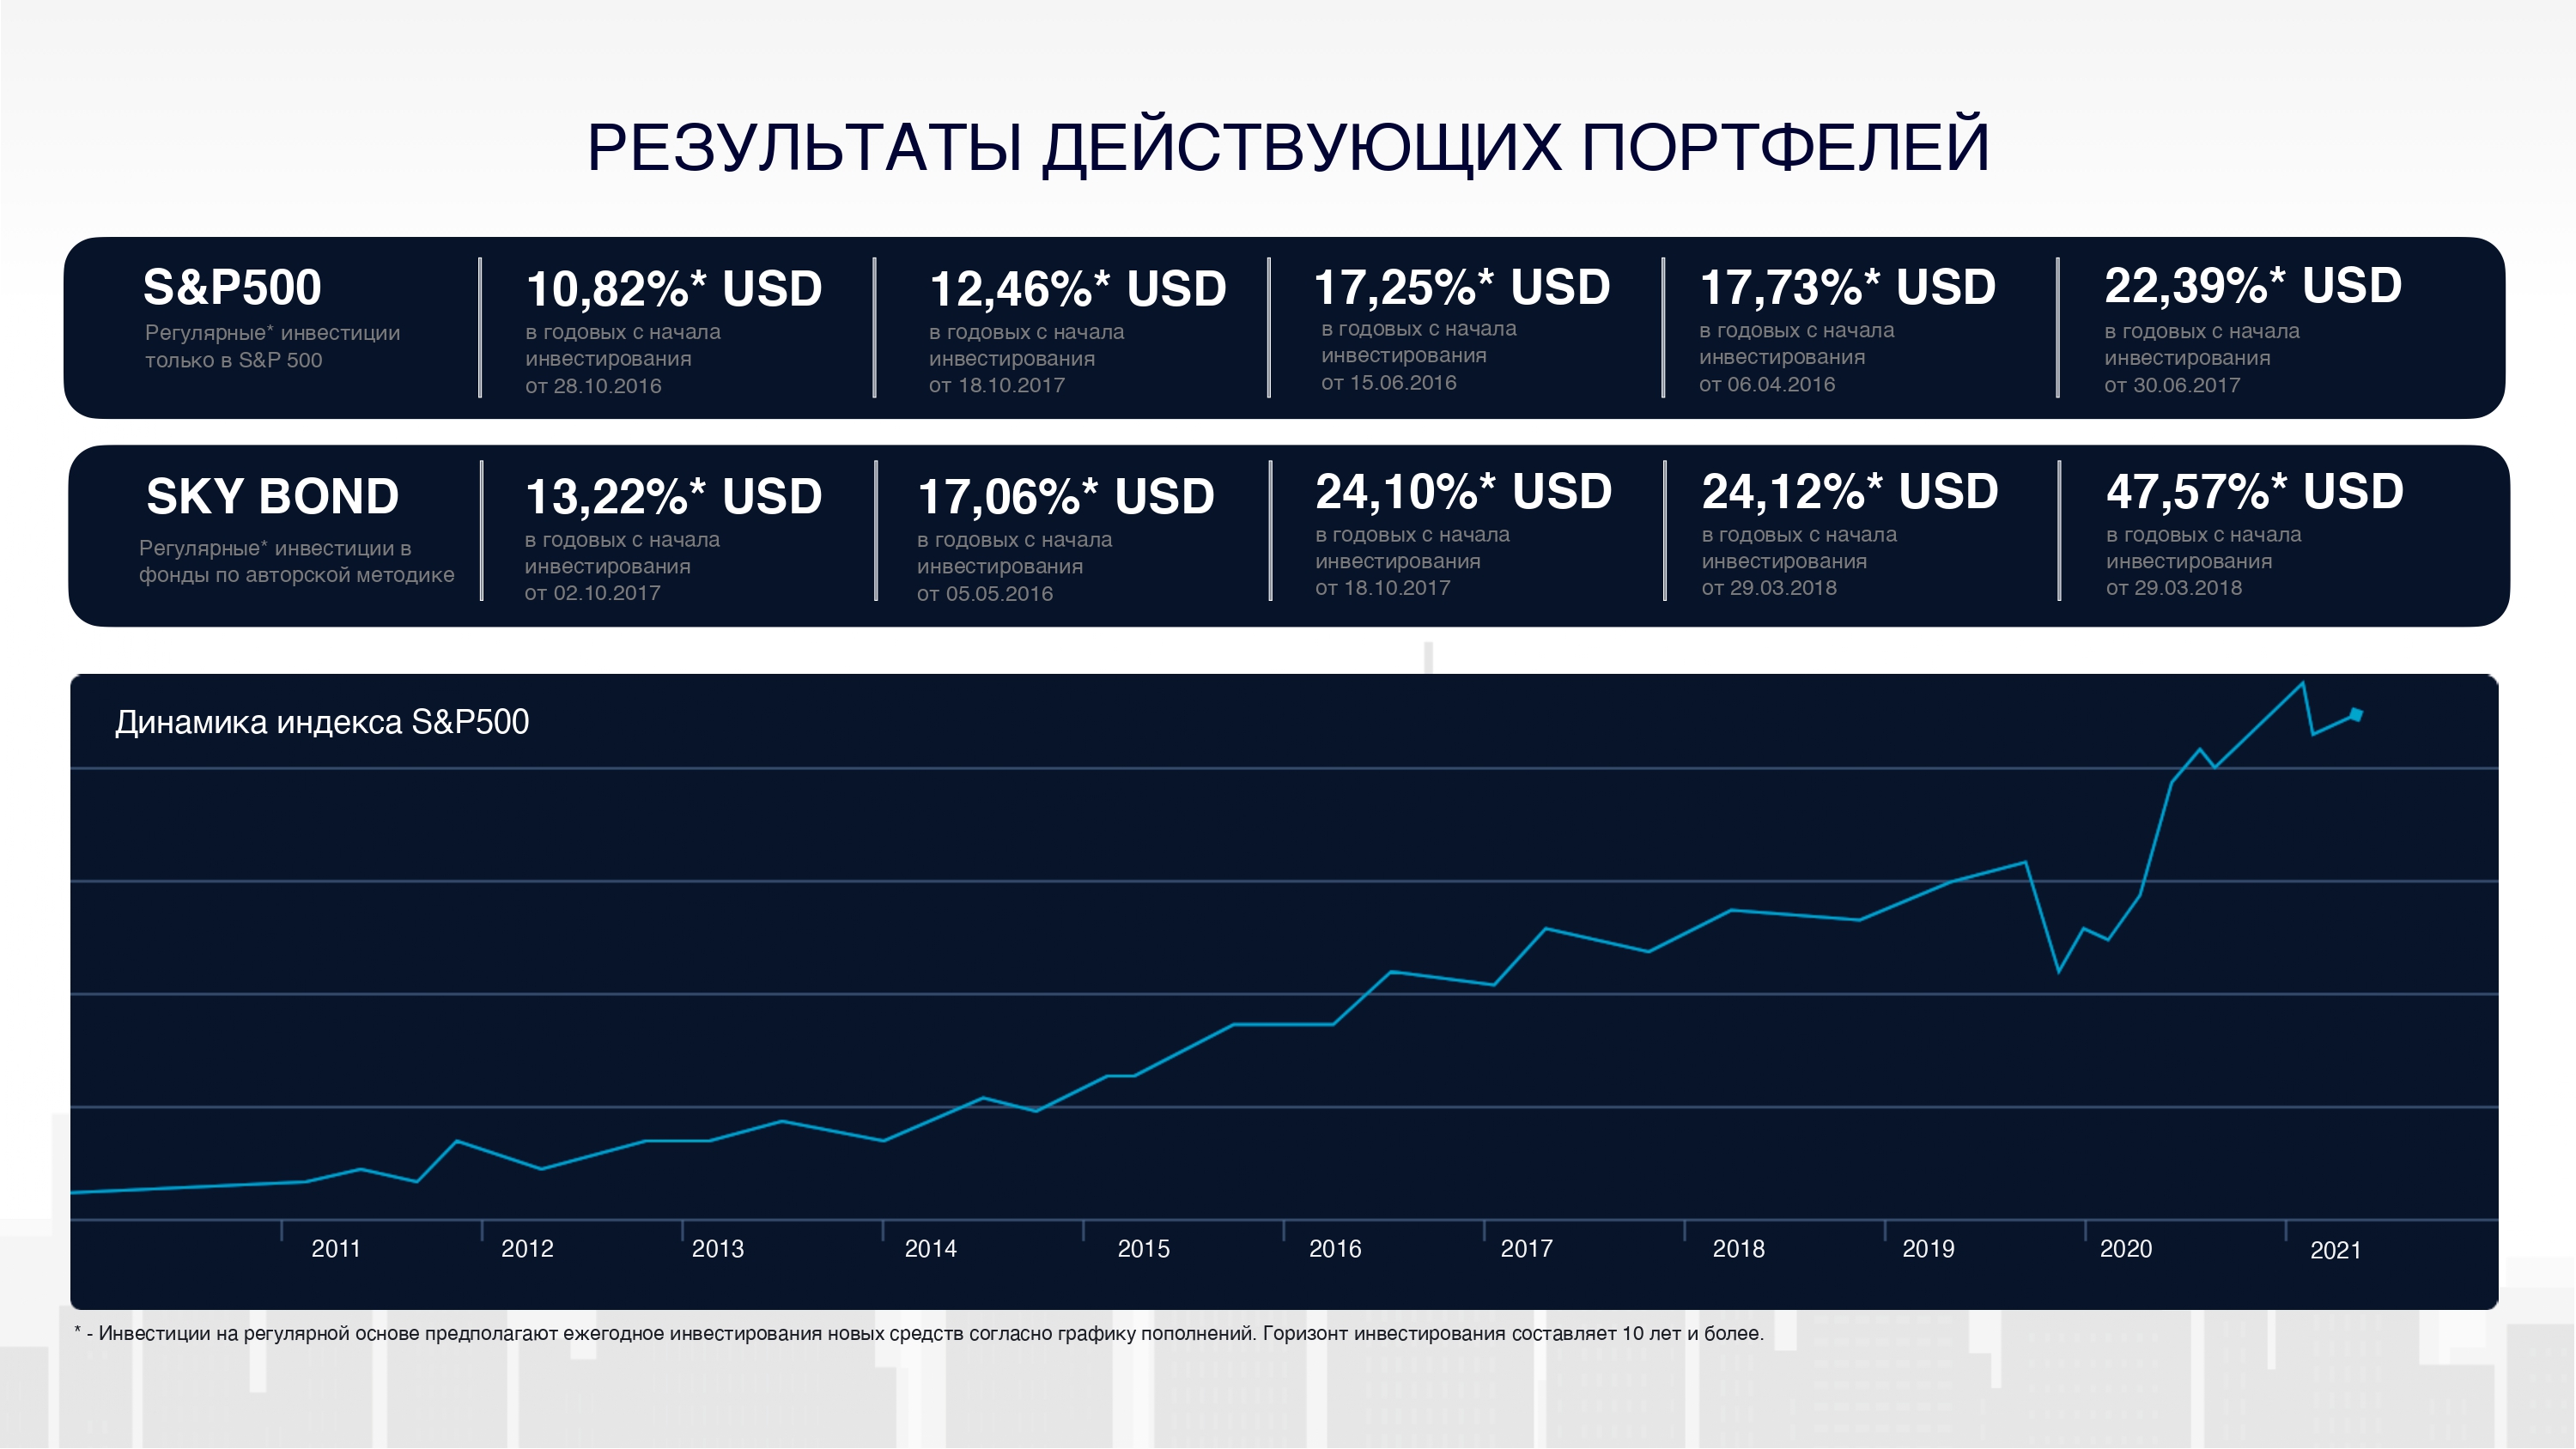 РЕЗУЛЬТАТЫ ДЕЙСТВУЮЩИХ ПОРТФЕЛЕЙ
S&P500
Регулярные* инвестиции
только в S&P 500
10,82%* USD
в годовых с начала
инвестирования
от 28.10.2016
12,46%* USD
в годовых с начала
инвестирования
от 18.10.2017
17,25%* USD
в годовых с начала
инвестирования
от 15.06.2016
17,73%* USD
в годовых с начала
инвестирования
от 06.04.2016
22,39%* USD
в годовых с начала
инвестирования
от 30.06.2017
SKY BOND
Регулярные* инвестиции в
фонды по авторской методике
13,22%* USD
в годовых с начала
инвестирования
от 02.10.2017
17,06%* USD
в годовых с начала
инвестирования
от 05.05.2016
24,10%* USD
в годовых с начала
инвестирования
от 18.10.2017
24,12%* USD
в годовых с начала
инвестирования
от 29.03.2018
47,57%* USD
в годовых с начала
инвестирования
от 29.03.2018
Динамика индекса S&P500
2011 2012 2013 2014 2015 2016 2017 2018 2019 2020 2021
* - Инвестиции на регулярной основе предполагают ежегодное инвестирования новых средств согласно графику пополнений. Горизонт инвестирования составляет 10 лет и более.